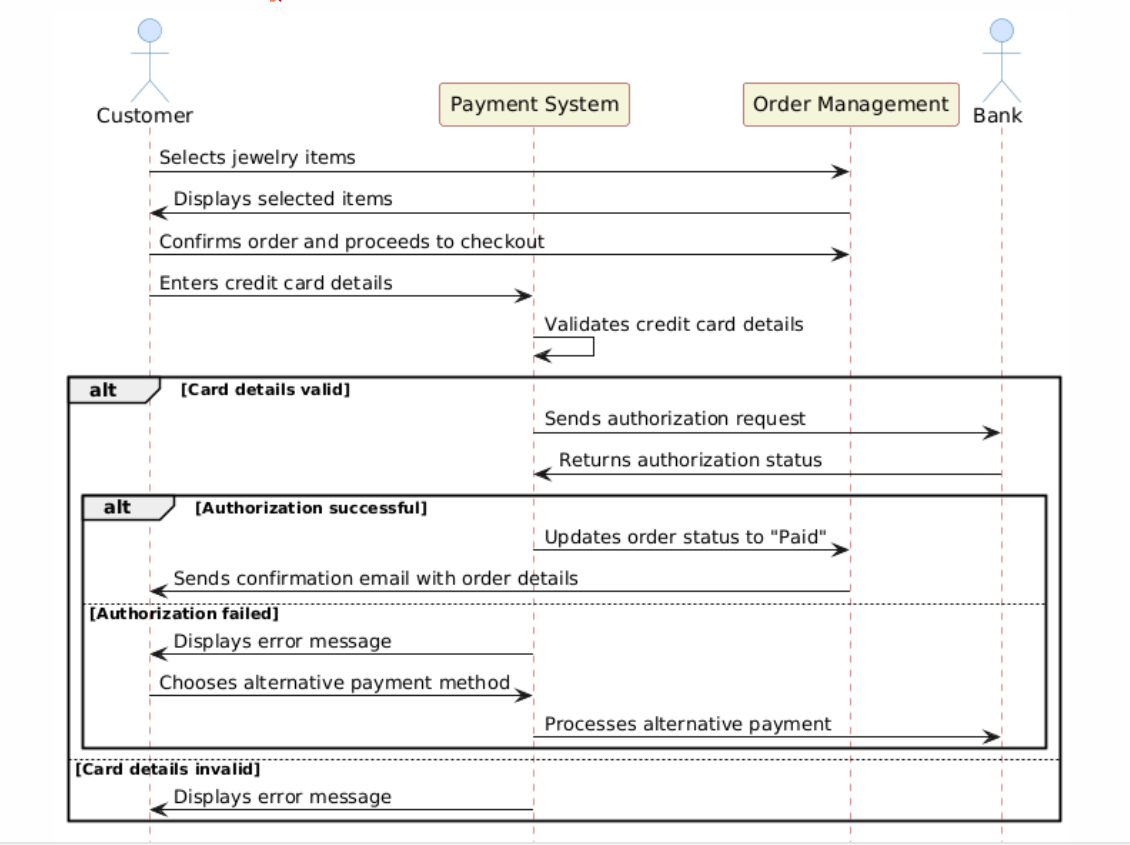 Customer
Payment System
Order Management
Bank
Selects jewelry items
Displays selected items
Confirms order and proceeds to checkout
Enters credit card details
Validates credit card details
alt [Card details valid]
Sends authorization request
Returns authorization status
alt [Authorization successful]
Updates order status to "Paid"
Sends confirmation email with order details
[Authorization failed]
Displays error message
Chooses alternative payment method
Processes alternative payment
[Card details invalid]
Displays error message